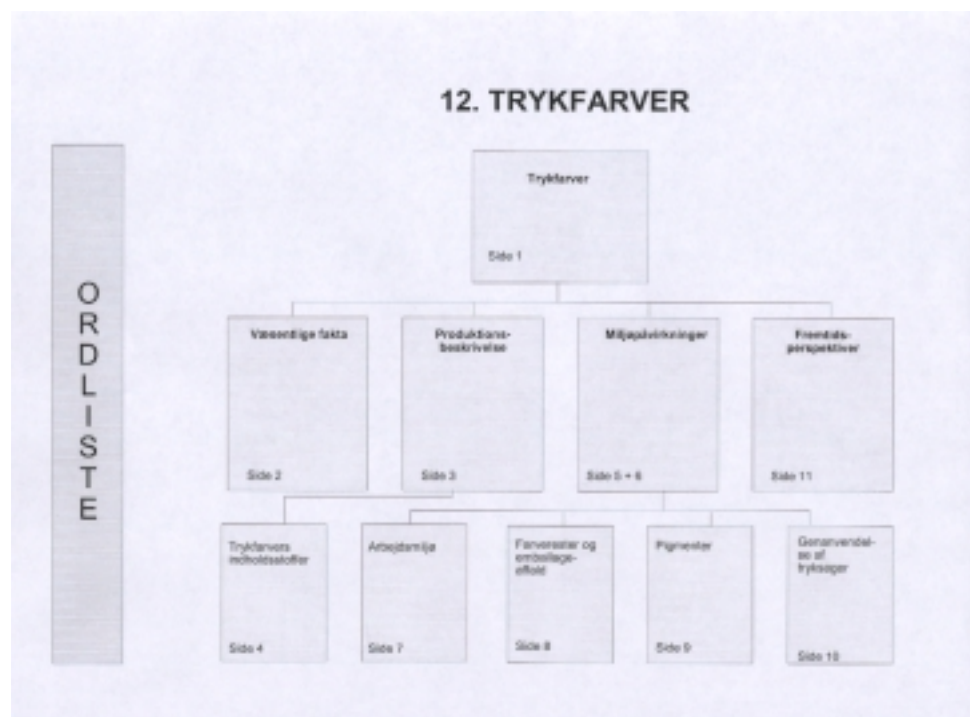 12. TRYKFARVER
ORDLISTE
Trykfarver
Side 1
Væsentlige fakta
Side 2
Produktions-
beskrivelse
Side 3
Miljøpåvirkninger
Side 5 + 6
Fremtids-
perspektiver
Side 11
Trykfarvers
indholdsstoffer
Side 4
Arbejdsmiljø
Side 7
Farverester og
emballage-
affald
Side 8
Pigmenter
Side 9
Genanvendel-
se af
tryksager
Side 10